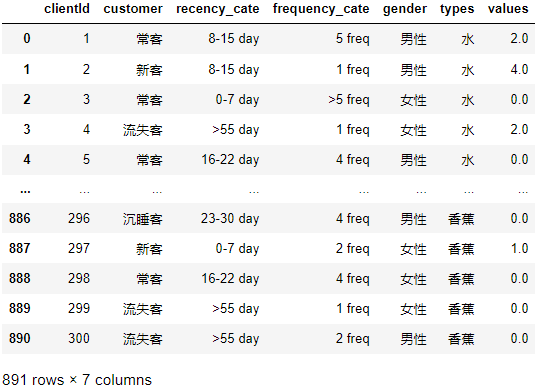 clientId customer recency_cate frequency_cate gender types values
0 1 常客 8-15 day 5 freq 男性 水 2.0
1 2 新客 8-15 day 1 freq 男性 水 4.0
2 3 常客 0-7 day >5 freq 女性 水 0.0
3 4 流失客 >55 day 1 freq 女性 水 2.0
4 5 常客 16-22 day 4 freq 男性 水 0.0
... ... ... ... ... ... ... ...
886 296 沉睡客 23-30 day 4 freq 男性 香蕉 0.0
887 297 新客 0-7 day 2 freq 女性 香蕉 1.0
888 298 常客 16-22 day 4 freq 女性 香蕉 0.0
889 299 流失客 >55 day 1 freq 女性 香蕉 0.0
890 300 流失客 >55 day 2 freq 男性 香蕉 0.0
891 rows × 7 columns